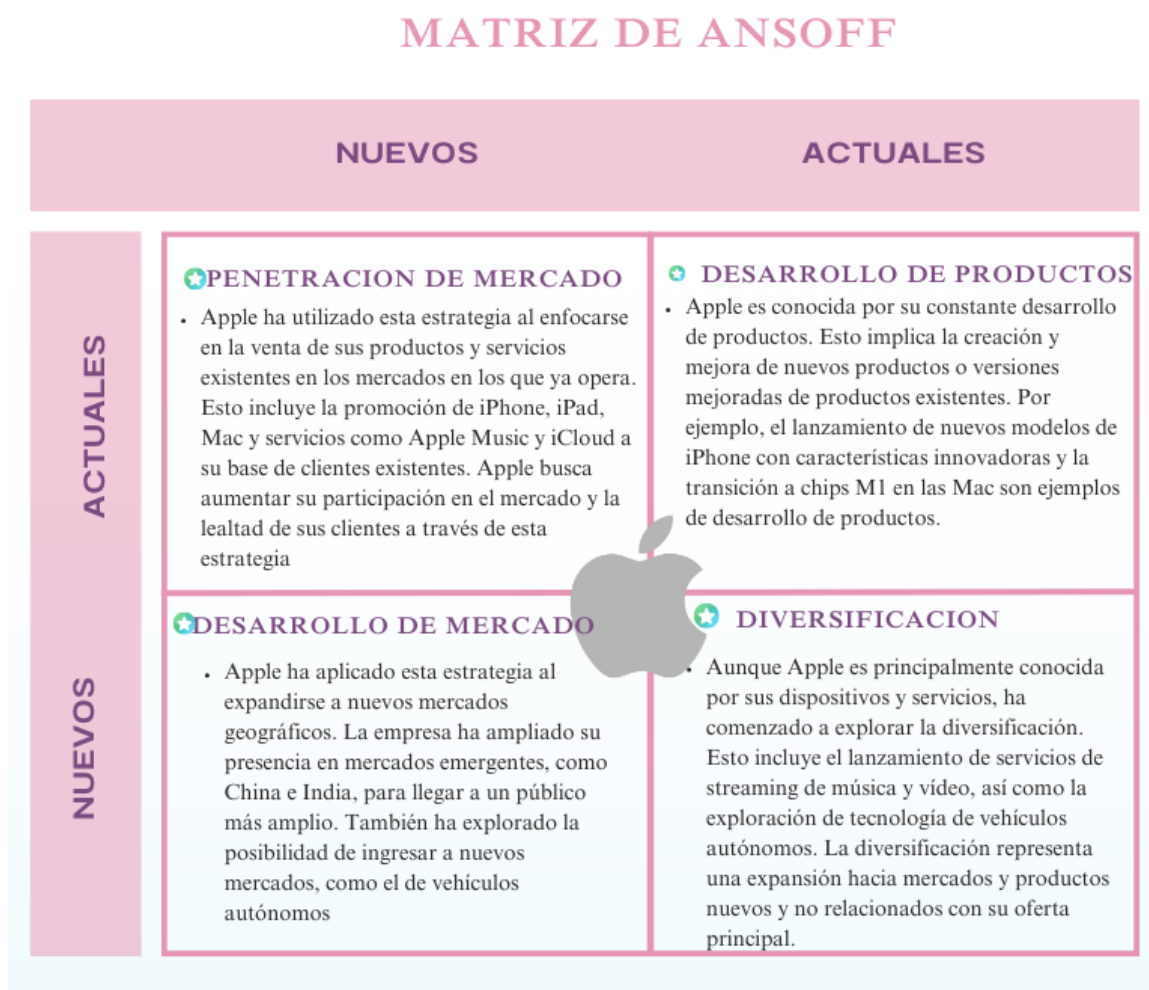 MATRIZ DE ANSOFF
NUEVOS
ACTUALES
ACTUALES
PENETRACION DE MERCADO
• Apple ha utilizado esta estrategia al enfocarse
en la venta de sus productos y servicios
existentes en los mercados en los que ya opera.
Esto incluye la promoción de iPhone, iPad,
Mac y servicios como Apple Music y iCloud a
su base de clientes existentes. Apple busca
aumentar su participación en el mercado y la
lealtad de sus clientes a través de esta
estrategia
DESARROLLO DE PRODUCTOS
• Apple es conocida por su constante desarrollo
de productos. Esto implica la creación y
mejora de nuevos productos o versiones
mejoradas de productos existentes. Por
ejemplo, el lanzamiento de nuevos modelos de
iPhone con características innovadoras y la
transición a chips M1 en las Mac son ejemplos
de desarrollo de productos.
NUEVOS
DESARROLLO DE MERCADO
• Apple ha aplicado esta estrategia al
expandirse a nuevos mercados
geográficos. La empresa ha ampliado su
presencia en mercados emergentes, como
China e India, para llegar a un público
más amplio. También ha explorado la
posibilidad de ingresar a nuevos
mercados, como el de vehículos
autónomos
DIVERSIFICACION
• Aunque Apple es principalmente conocida
por sus dispositivos y servicios, ha
comenzado a explorar la diversificación.
Esto incluye el lanzamiento de servicios de
streaming de música y vídeo, así como la
exploración de tecnología de vehículos
autónomos. La diversificación representa
una expansión hacia mercados y productos
nuevos y no relacionados con su oferta
principal.